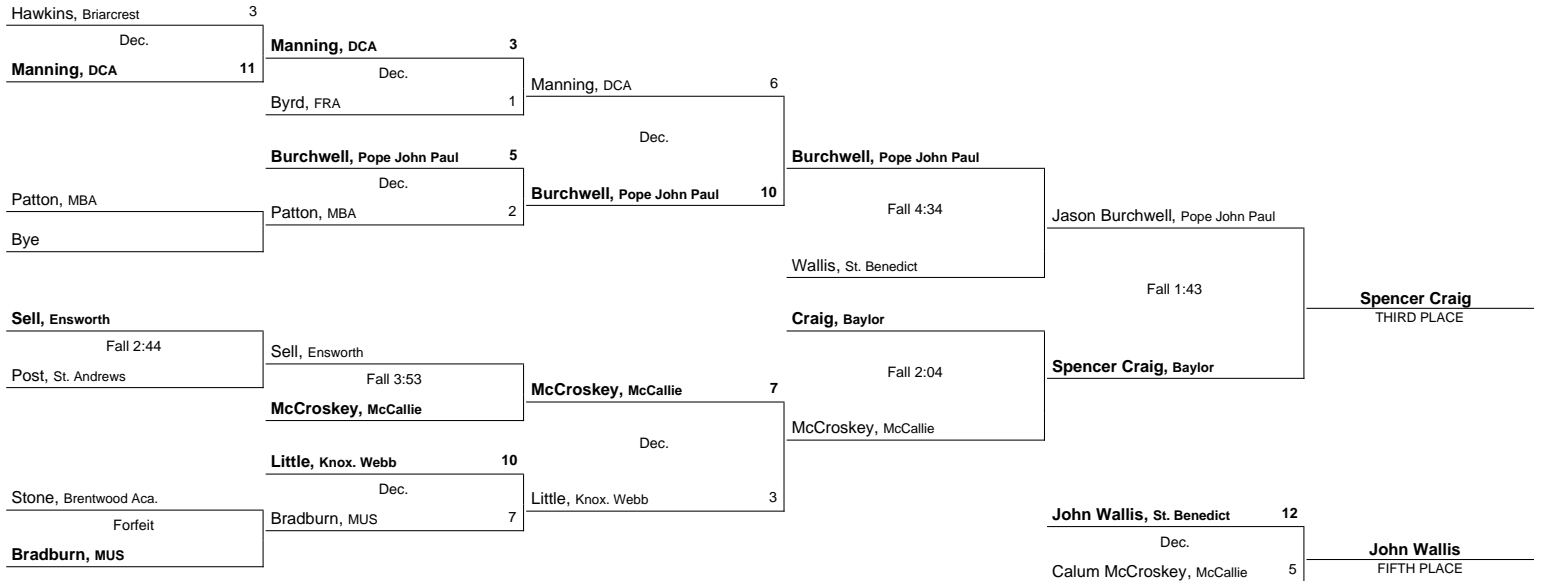 Hawkins, Briarcrest 3
Dec.
Manning, DCA 11
Manning, DCA 3
Dec.
Byrd, FRA 1
Manning, DCA 6
Dec.
Burchwell, Pope John Paul 10
Burchwell, Pope John Paul 5
Dec.
Patton, MBA 2
Patton, MBA
Bye
Burchwell, Pope John Paul
Fall 4:34
Wallis, St. Benedict
Jason Burchwell, Pope John Paul
Fall 1:43
Spencer Craig, Baylor
Spencer Craig
THIRD PLACE
Sell, Ensworth
Fall 2:44
Post, St. Andrews
Sell, Ensworth
Fall 3:53
McCroskey, McCallie
McCroskey, McCallie 7
Dec.
Little, Knox. Webb 3
Craig, Baylor
Fall 2:04
McCroskey, McCallie
Little, Knox. Webb 10
Dec.
Bradburn, MUS 7
Stone, Brentwood Aca.
Forfeit
Bradburn, MUS
John Wallis, St. Benedict 12
Dec.
Calum McCroskey, McCallie 5
John Wallis
FIFTH PLACE